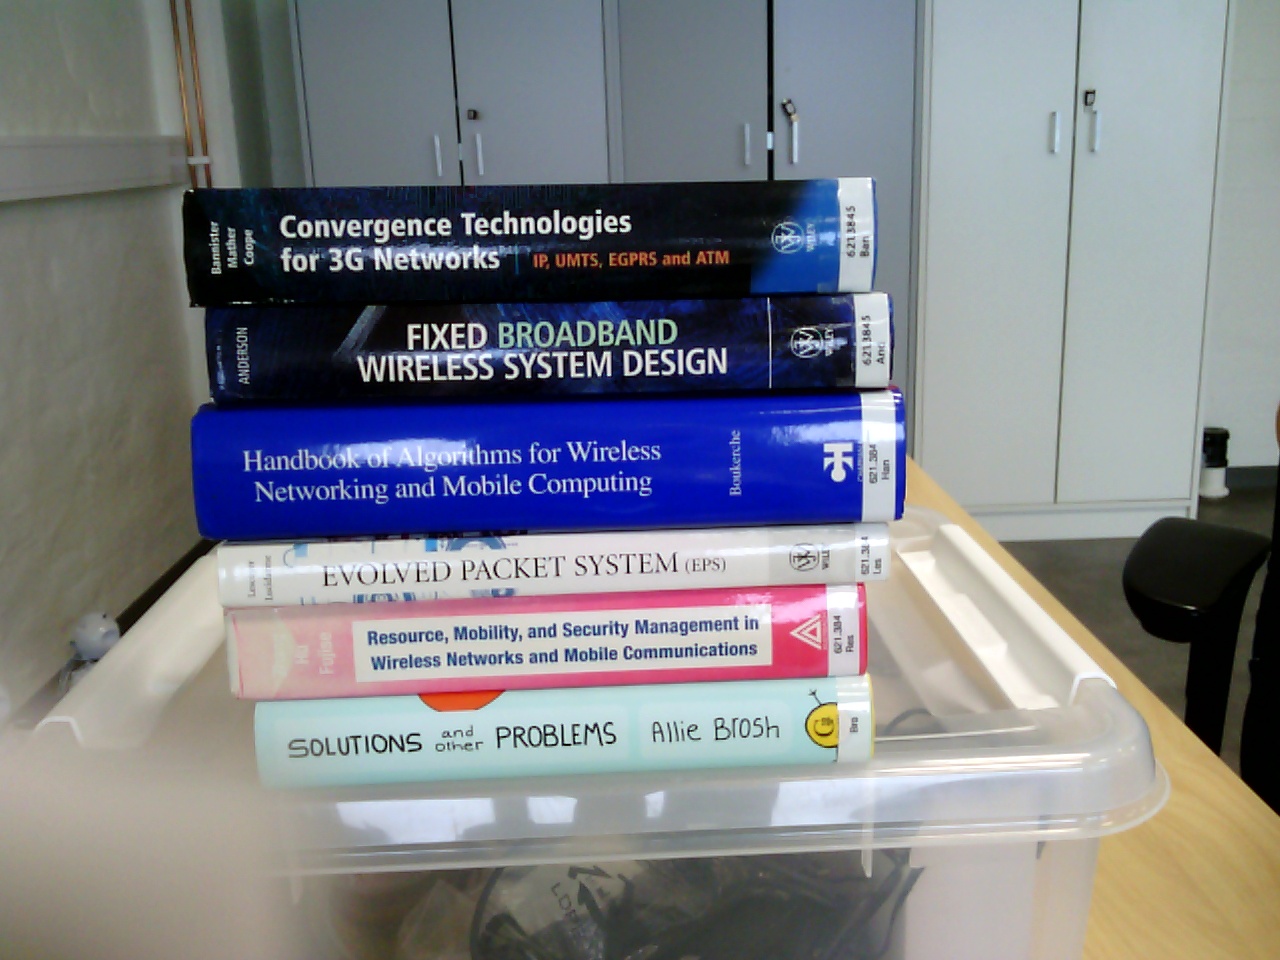 Bannister
Mather
Coope
Convergence Technologies
for 3G Networks IP, UMTS, EGPRS and ATM
WILEY
621.3845
Ban
ANDERSON
FIXED BROADBAND
WIRELESS SYSTEM DESIGN
WILEY
621.3845
And
Handbook of Algorithms for Wireless
Networking and Mobile Computing
Boukerche
621.384
Han
EVOLVED PACKET SYSTEM (EPS)
WILEY
621.384
Les
Hu
Fujise
Resource, Mobility, and Security Management in
Wireless Networks and Mobile Communications
621.384
Res
SOLUTIONS and other PROBLEMS Allie Brosh
G
Bro